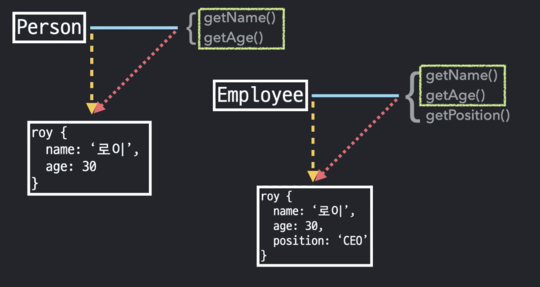 Person
getName()
getAge()
roy {
name: ‘로이’,
age: 30
}
Employee
getName()
getAge()
getPosition()
roy {
name: ‘로이’,
age: 30,
position: ‘CEO’
}